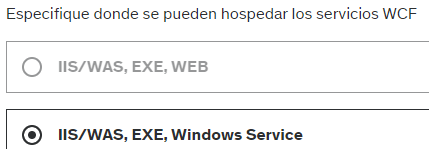 Especifique donde se pueden hospedar los servicios WCF
IIS/WAS, EXE, WEB
IIS/WAS, EXE, Windows Service